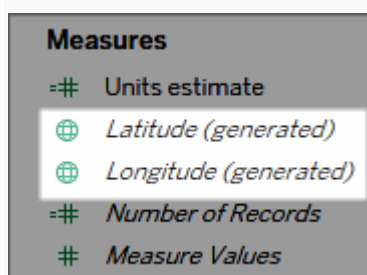 Measures
Units estimate
Latitude (generated)
Longitude (generated)
Number of Records
Measure Values